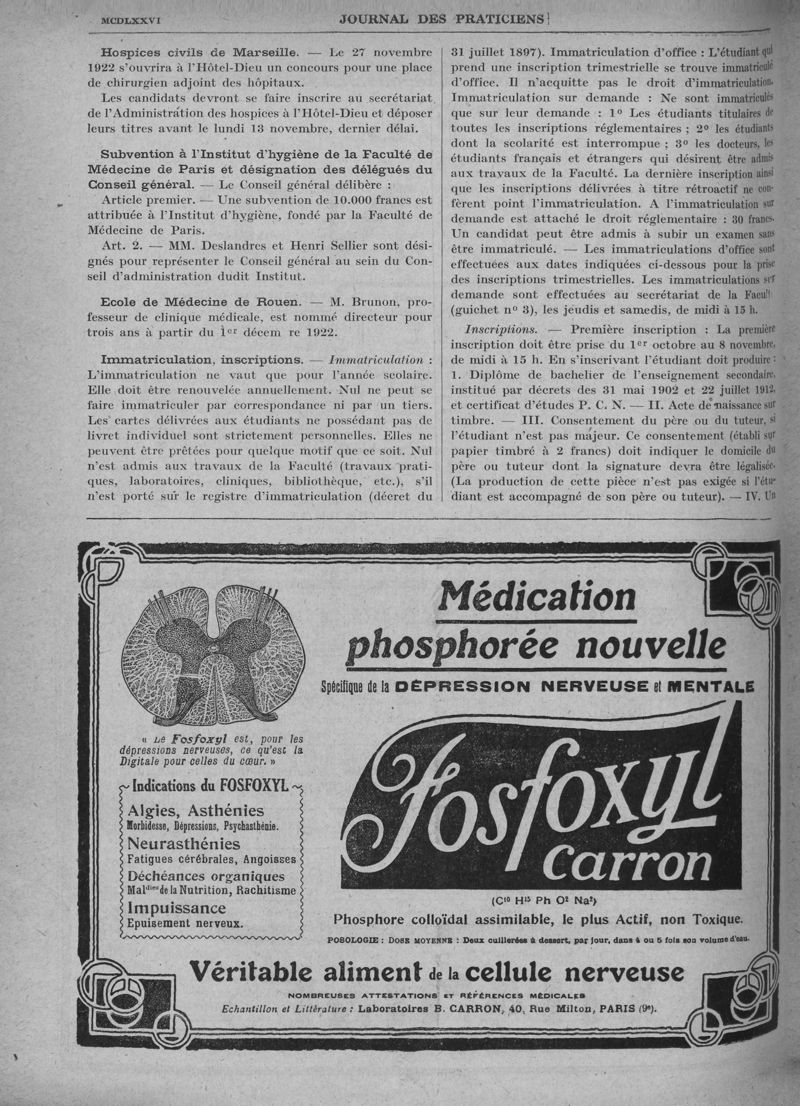 MCDLXXVI
JOURNAL DES PRATICIENS
Hospices civils de Marseille. — Le 27 novembre
1922 s'ouvrira à l'Hôtel-Dieu un concours pour une place
de chirurgien adjoint des hôpitaux.
Les candidats devront se faire inscrire au secrétariat
de l'Administration des hospices à l'Hôtel-Dieu et déposer
leurs titres avant le lundi 13 novembre, dernier délai.
Subvention à l'Institut d'hygiène de la Faculté de
Médecine de Paris et désignation des délégués du
Conseil général. — Le Conseil général délibère :
Article premier. — Une subvention de 10.000 francs est
attribuée à l'Institut d'hygiène, fondé par la Faculté de
Médecine de Paris.
Art. 2. — MM. Deslandres et Henri Sellier sont dési-
gnés pour représenter le Conseil général au sein du Con-
seil d'administration dudit Institut.
Ecole de Médecine de Rouen. — M. Brunon, pro-
fesseur de clinique médicale, est nommé directeur pour
trois ans à partir du 1er décem re 1922.
Immatriculation, inscriptions. — Immatriculation :
L'immatriculation ne vaut que pour l'année scolaire.
Elle doit être renouvelée annuellement. Nul ne peut se
faire immatriculer par correspondance ni par un tiers.
Les cartes délivrées aux étudiants ne possédant pas de
livret individuel sont strictement personnelles. Elles ne
peuvent être prêtées pour quelque motif que ce soit. Nul
n'est admis aux travaux de la Faculté (travaux prati-
ques, laboratoires, cliniques, bibliothèque, etc.), s'il
n'est porté sur le registre d'immatriculation (décret du
31 juillet 1897). Immatriculation d'office : L'étudiant qui
prend une inscription trimestrielle se trouve immatriculé
d'office. Il n'acquitte pas le droit d'immatriculation.
Immatriculation sur demande : Ne sont immatriculés
que sur leur demande : 1o Les étudiants titulaires de
toutes les inscriptions réglementaires ; 2o les étudiants
dont la scolarité est interrompue ; 3o les docteurs, les
étudiants français et étrangers qui désirent être admis
aux travaux de la Faculté. La dernière inscription ainsi
que les inscriptions délivrées à titre rétroactif ne con-
fèrent point l'immatriculation. A l'immatriculation sur
demande est attaché le droit réglementaire : 30 francs.
Un candidat peut être admis à subir un examen sans
être immatriculé. — Les immatriculations d'office sont
effectuées aux dates indiquées ci-dessous pour la prise
des inscriptions trimestrielles. Les immatriculations sur
demande sont effectuées au secrétariat de la Facul
(guichet no 3), les jeudis et samedis, de midi à 15 h.
Inscriptions. — Première inscription : La première
inscription doit être prise du 1er octobre au 8 novembre,
de midi à 15 h. En s'inscrivant l'étudiant doit produire :
1. Diplôme de bachelier de l'enseignement secondaire,
institué par décrets des 31 mai 1902 et 22 juillet 1912,
et certificat d'études P. C. N. — II. Acte de naissance sur
timbre. — III. Consentement du père ou du tuteur, si
l'étudiant n'est pas majeur. Ce consentement (établi sur
papier timbré à 2 francs) doit indiquer le domicile du
père ou tuteur dont la signature devra être légalisée.
(La production de cette pièce n'est pas exigée si l'étu-
diant est accompagné de son père ou tuteur). — IV. Un
Médication
phosphorée nouvelle
Spécifique de la DÉPRESSION NERVEUSE et MENTALE
« Le Fosfoxyl est, pour les
dépressions nerveuses, ce qu'est la
Digitale pour celles du cœur. »
Indications du FOSFOXYL
Algies, Asthénies
Morbidesse, Dépressions, Psychasthénie.
Neurasthénies
Fatigues cérébrales, Angoisses
Déchéances organiques
Maldies de la Nutrition, Rachitisme
Impuissance
Epuisement nerveux.
Fosfoxyl
Carron
(C10 H15 Ph O2 Na2)
Phosphore colloïdal assimilable, le plus Actif, non Toxique.
POSOLOGIE : DOSE MOYENNE : Deux cuillerées à dessert, par jour, dans 4 ou 5 fois son volume d'eau.
Véritable aliment de la cellule nerveuse
NOMBREUSES ATTESTATIONS ET RÉFÉRENCES MÉDICALES
Echantillon et Littérature : Laboratoires B. CARRON, 40, Rue Milton, PARIS (9e).